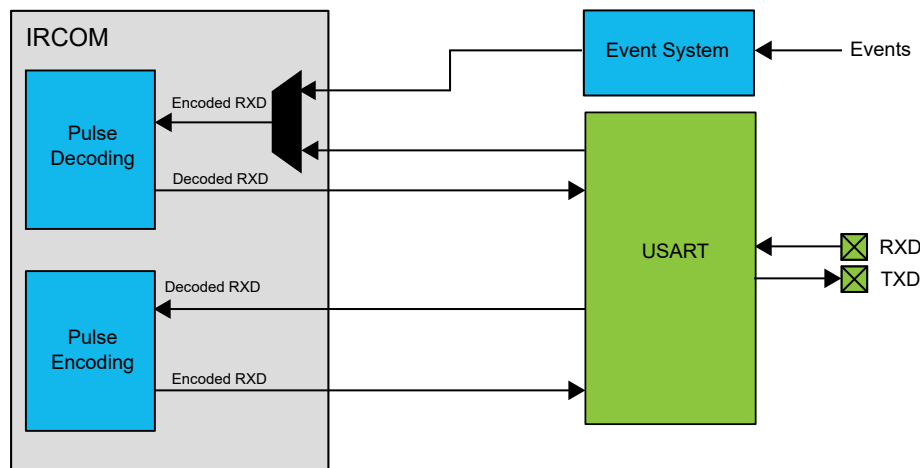 IRCOM
Event System
Events
Encoded RXD
Pulse
Decoding
Decoded RXD
USART
RXD
TXD
Decoded RXD
Pulse
Encoding
Encoded RXD